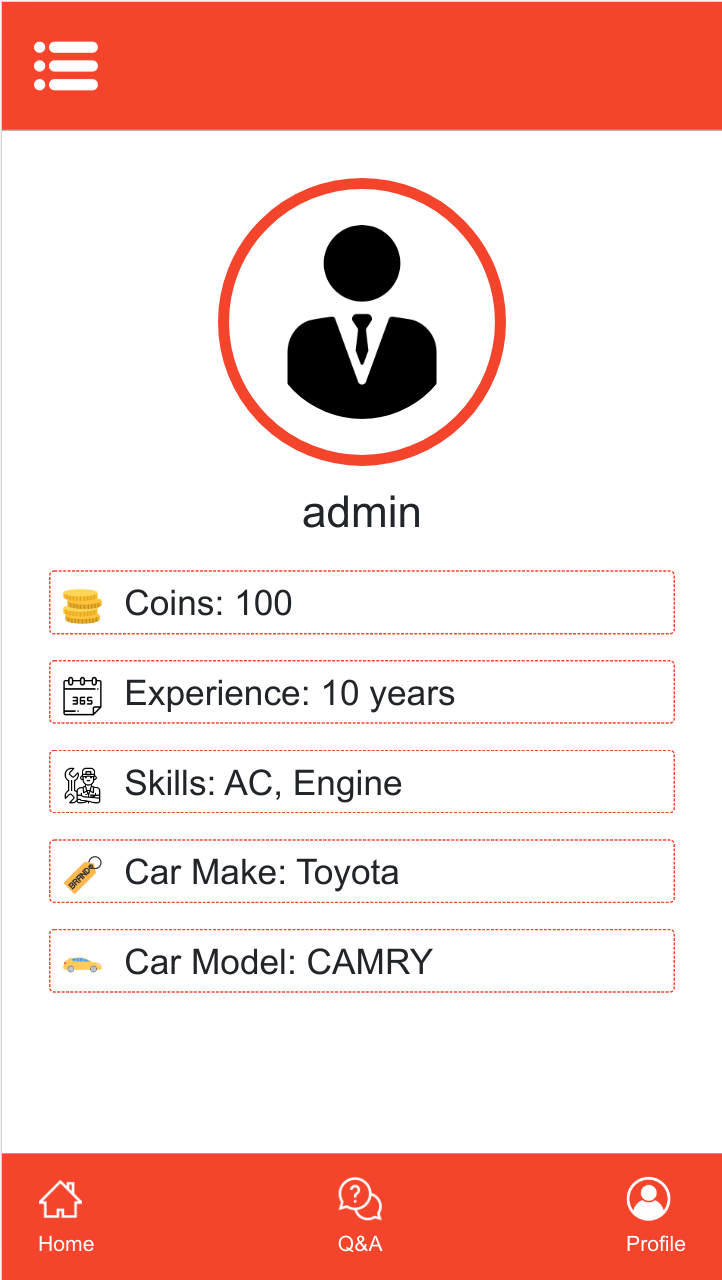 admin
Coins: 100
365
Experience: 10 years
Skills: AC, Engine
BRAND
Car Make: Toyota
Car Model: CAMRY
?
Home
Q&A
Profile